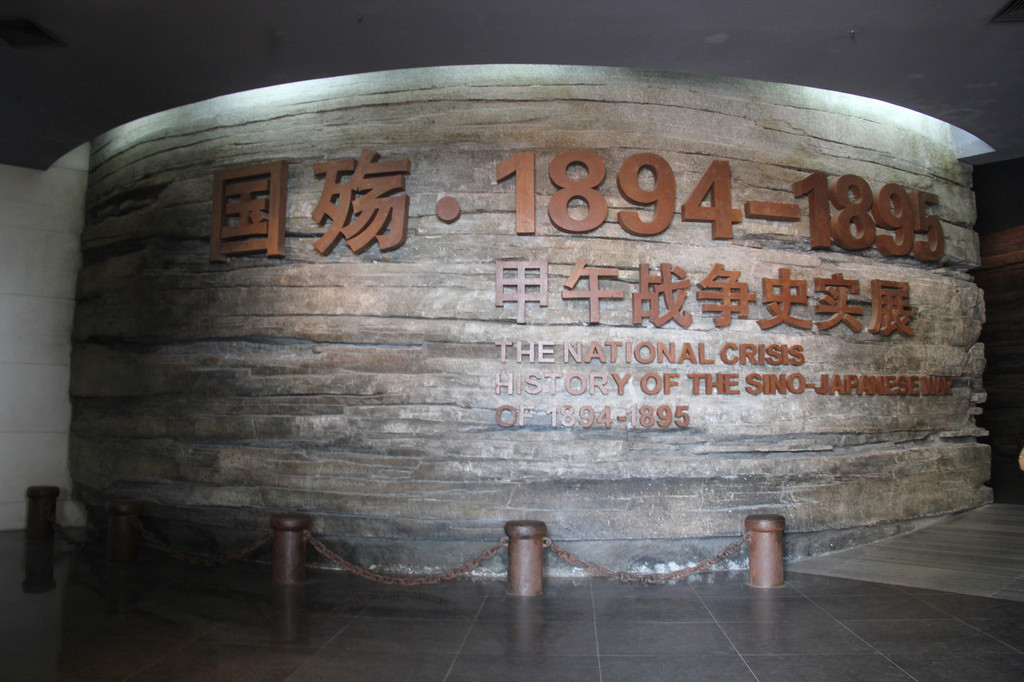 国殇·1894-1895
甲午战争史实展
THE NATIONAL CRISIS
HISTORY OF THE SINO-JAPANESE WAR
OF 1894-1895